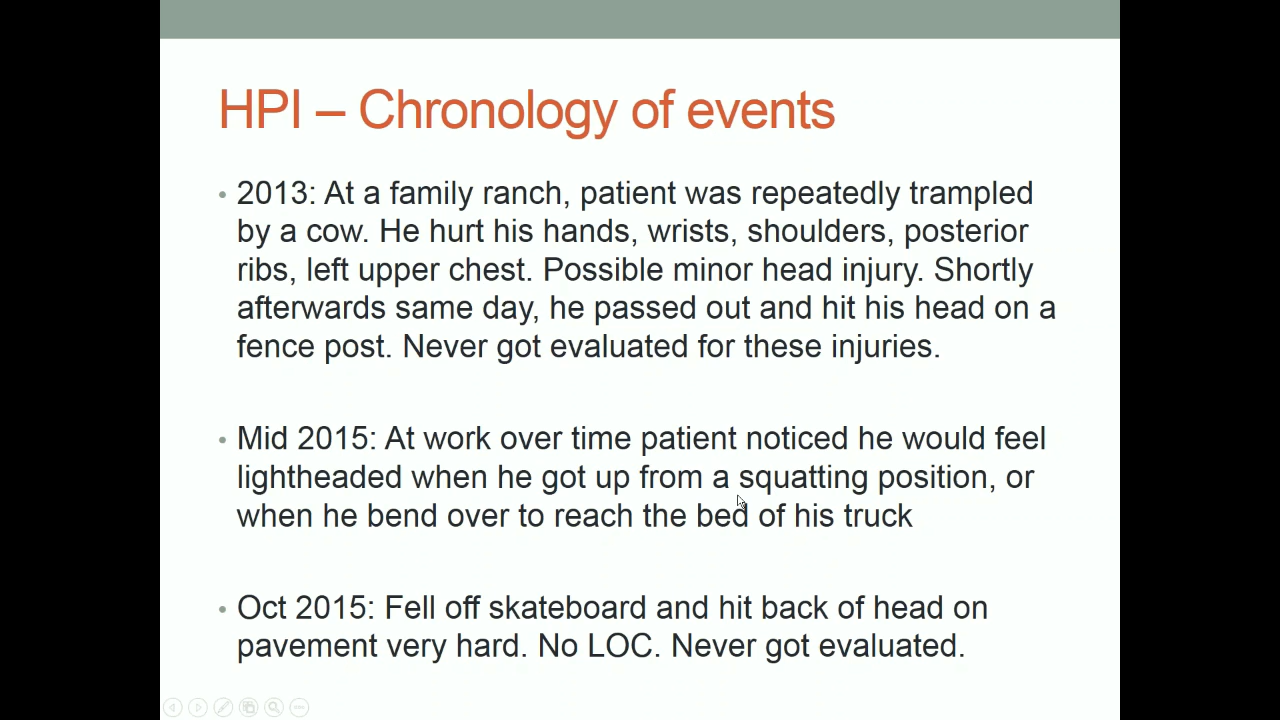 HPI – Chronology of events
• 2013: At a family ranch, patient was repeatedly trampled
by a cow. He hurt his hands, wrists, shoulders, posterior
ribs, left upper chest. Possible minor head injury. Shortly
afterwards same day, he passed out and hit his head on a
fence post. Never got evaluated for these injuries.
• Mid 2015: At work over time patient noticed he would feel
lightheaded when he got up from a squatting position, or
when he bend over to reach the bed of his truck
• Oct 2015: Fell off skateboard and hit back of head on
pavement very hard. No LOC. Never got evaluated.